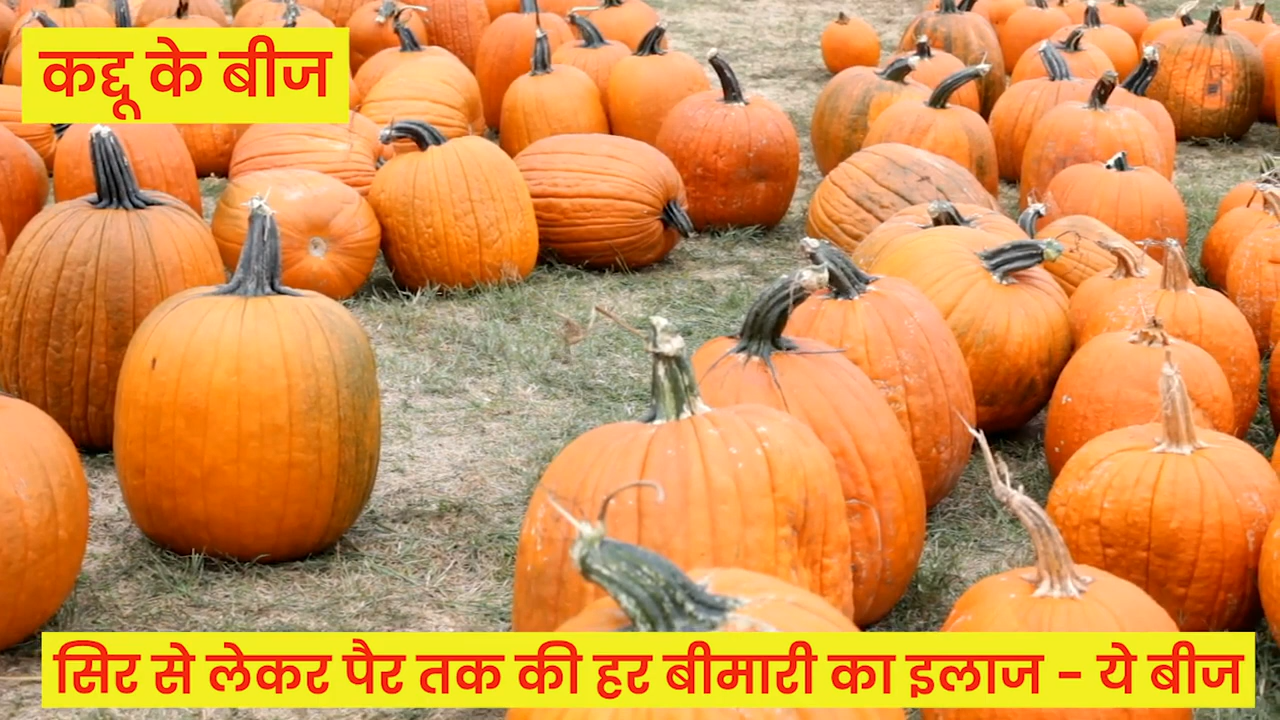 कद्दू के बीज
सिर से लेकर पैर तक की हर बीमारी का इलाज - ये बीज